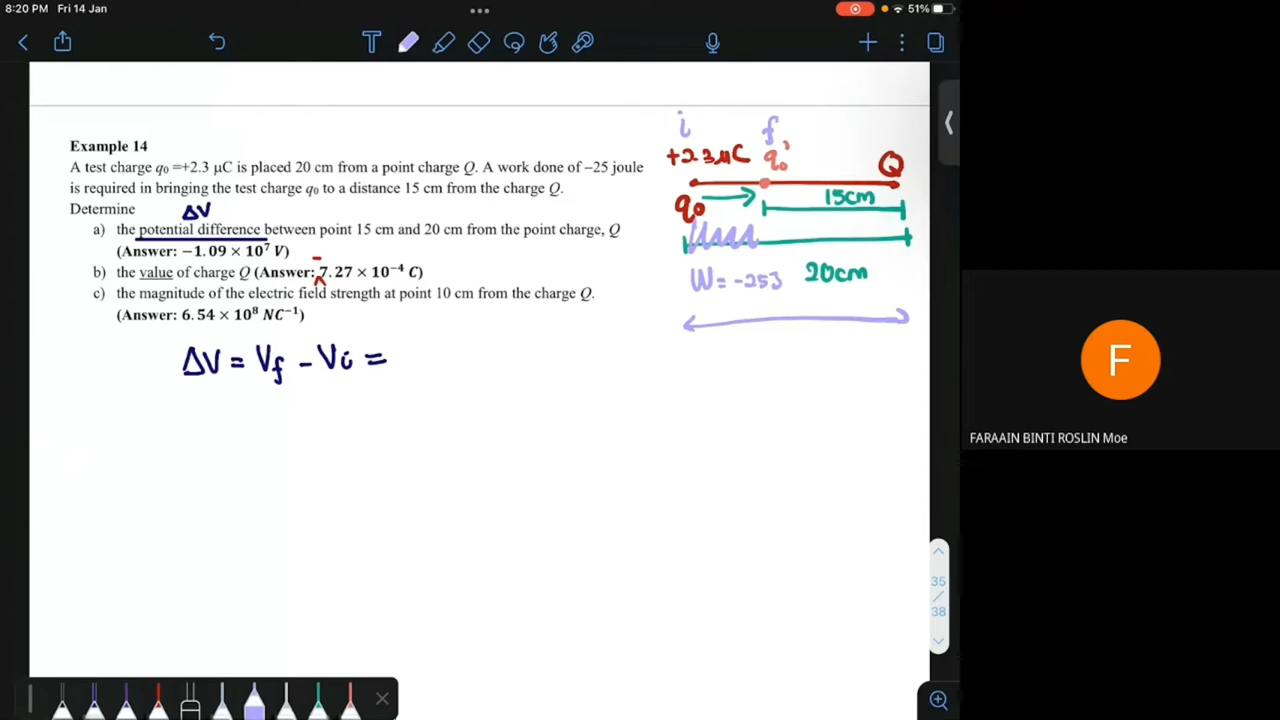 8:20 PM Fri 14 Jan
51%
T
Example 14
A test charge q₀ =+2.3 μC is placed 20 cm from a point charge Q. A work done of −25 joule
is required in bringing the test charge q₀ to a distance 15 cm from the charge Q.
Determine
ΔV
a) the potential difference between point 15 cm and 20 cm from the point charge, Q
(Answer: −1.09 × 10⁷ V)
b) the value of charge Q (Answer: -7.27 × 10⁻⁴ C)
c) the magnitude of the electric field strength at point 10 cm from the charge Q.
(Answer: 6.54 × 10⁸ NC⁻¹)
ΔV = Vf - Vi =
i f
+2.3μC q₀' Q
q₀ 15cm
W = -25J 20cm
35
/
38
F
FARAAIN BINTI ROSLIN Moe